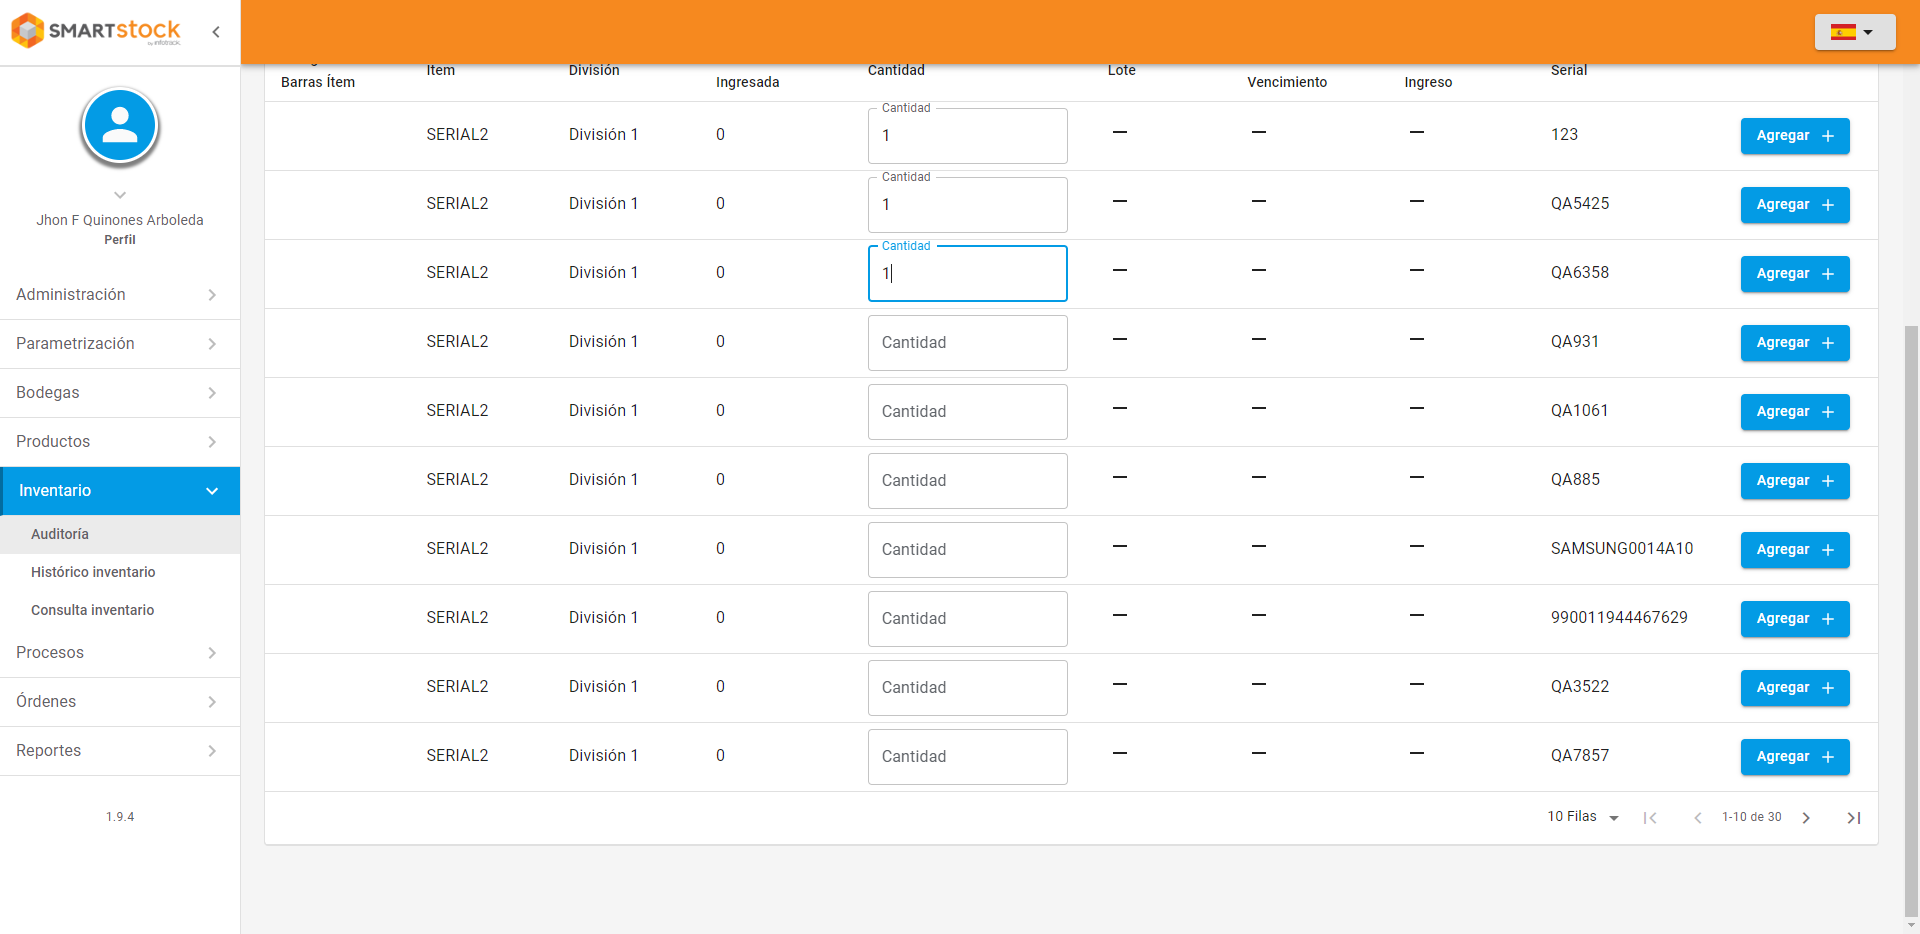 SMARTstock
by infotrack.
Jhon F Quinones Arboleda
Perfil
Administración
Parametrización
Bodegas
Productos
Inventario
Auditoría
Histórico inventario
Consulta inventario
Procesos
Órdenes
Reportes
1.9.4
Barras Ítem Item División Ingresada Cantidad Lote Vencimiento Ingreso Serial
Cantidad
SERIAL2 División 1 0 1 — — — 123 Agregar +
Cantidad
SERIAL2 División 1 0 1 — — — QA5425 Agregar +
Cantidad
SERIAL2 División 1 0 1 — — — QA6358 Agregar +
SERIAL2 División 1 0 Cantidad — — — QA931 Agregar +
SERIAL2 División 1 0 Cantidad — — — QA1061 Agregar +
SERIAL2 División 1 0 Cantidad — — — QA885 Agregar +
SERIAL2 División 1 0 Cantidad — — — SAMSUNG0014A10 Agregar +
SERIAL2 División 1 0 Cantidad — — — 990011944467629 Agregar +
SERIAL2 División 1 0 Cantidad — — — QA3522 Agregar +
SERIAL2 División 1 0 Cantidad — — — QA7857 Agregar +
10 Filas 1-10 de 30